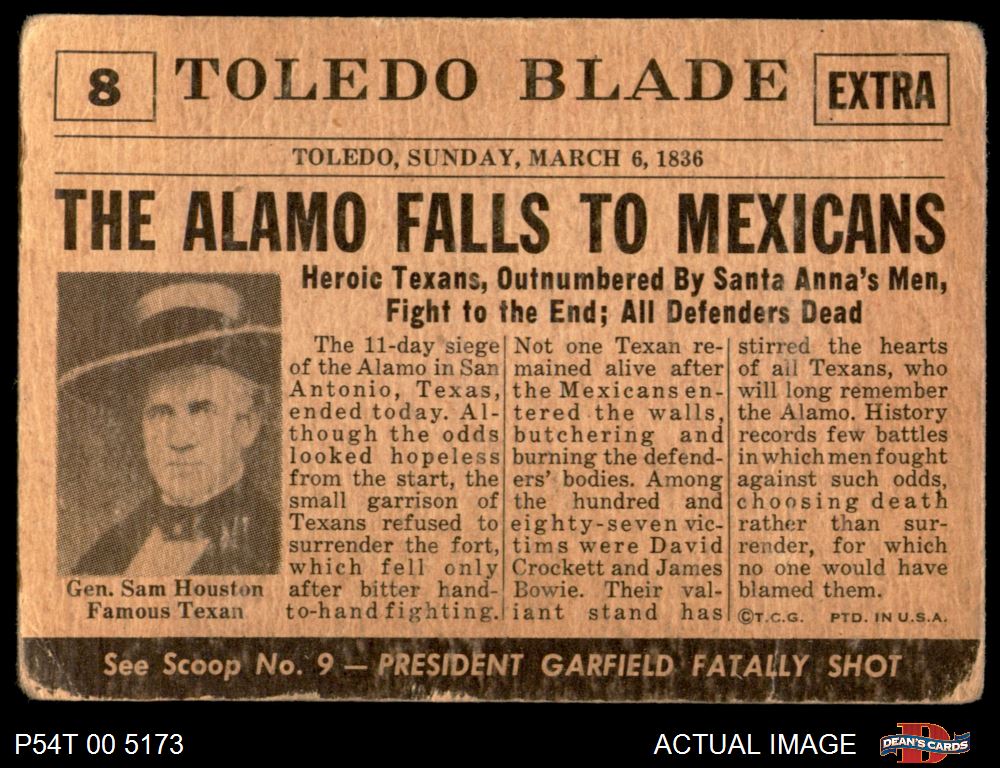 8 TOLEDO BLADE EXTRA
TOLEDO, SUNDAY, MARCH 6, 1836
THE ALAMO FALLS TO MEXICANS
Heroic Texans, Outnumbered By Santa Anna's Men,
Fight to the End; All Defenders Dead
Gen. Sam Houston
Famous Texan
The 11-day siege
of the Alamo in San
Antonio, Texas,
ended today. Al-
though the odds
looked hopeless
from the start, the
small garrison of
Texans refused to
surrender the fort,
which fell only
after bitter hand-
to-hand fighting.
Not one Texan re-
mained alive after
the Mexicans en-
tered the walls,
butchering and
burning the defend-
ers' bodies. Among
the hundred and
eighty-seven vic-
tims were David
Crockett and James
Bowie. Their val-
iant stand has
stirred the hearts
of all Texans, who
will long remember
the Alamo. History
records few battles
in which men fought
against such odds,
choosing death
rather than sur-
render, for which
no one would have
blamed them.
©T.C.G. PTD. IN U.S.A.
See Scoop No. 9 — PRESIDENT GARFIELD FATALLY SHOT
P54T 00 5173
ACTUAL IMAGE
D
DEAN'S CARDS